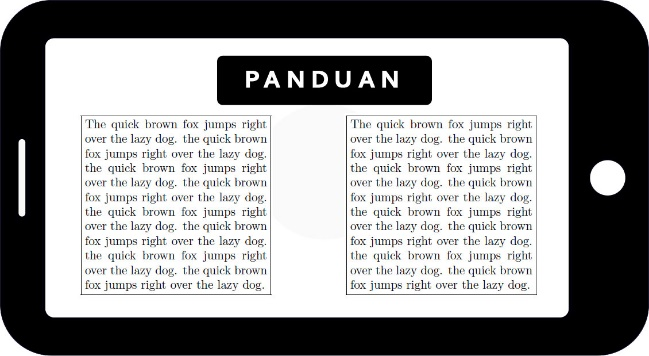 PANDUAN
The quick brown fox jumps right
over the lazy dog. the quick brown
fox jumps right over the lazy dog.
the quick brown fox jumps right
over the lazy dog. the quick brown
fox jumps right over the lazy dog.
the quick brown fox jumps right
over the lazy dog. the quick brown
fox jumps right over the lazy dog.
the quick brown fox jumps right
over the lazy dog. the quick brown
fox jumps right over the lazy dog.
The quick brown fox jumps right
over the lazy dog. the quick brown
fox jumps right over the lazy dog.
the quick brown fox jumps right
over the lazy dog. the quick brown
fox jumps right over the lazy dog.
the quick brown fox jumps right
over the lazy dog. the quick brown
fox jumps right over the lazy dog.
the quick brown fox jumps right
over the lazy dog. the quick brown
fox jumps right over the lazy dog.